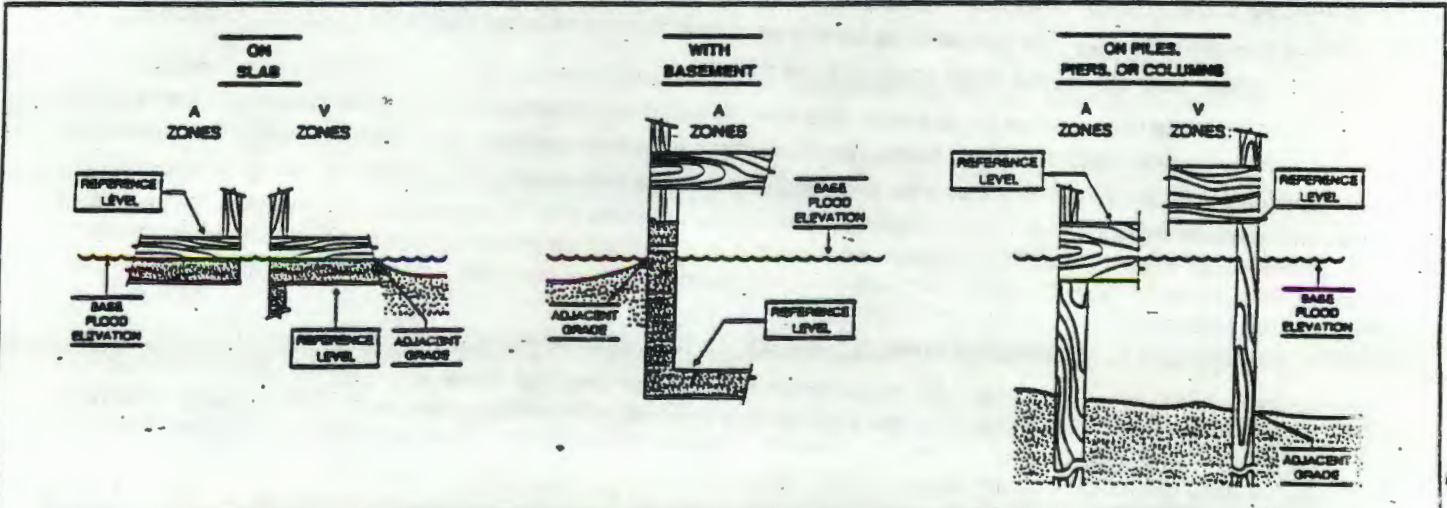 ON
SLAB
A
ZONES
V
ZONES
REFERENCE
LEVEL
BASE
FLOOD
ELEVATION
REFERENCE
LEVEL
ADJACENT
GRADE
WITH
BASEMENT
A
ZONES
BASE
FLOOD
ELEVATION
ADJACENT
GRADE
REFERENCE
LEVEL
ON PILES,
PIERS, OR COLUMNS
A
ZONES
V
ZONES
REFERENCE
LEVEL
REFERENCE
LEVEL
BASE
FLOOD
ELEVATION
ADJACENT
GRADE